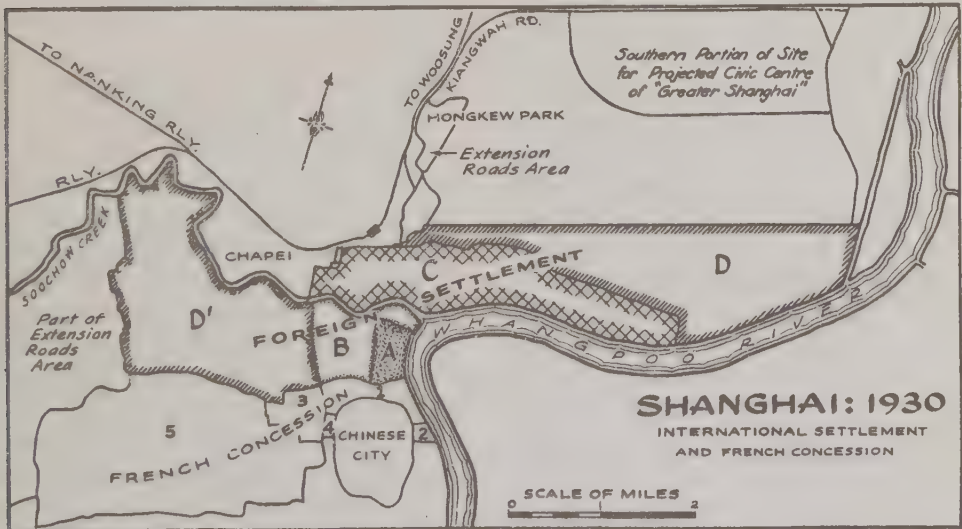 TO NANKING RLY.
RLY.
SOOCHOW CREEK
TO WOOSUNG
KIANGWAH RD.
HONGKEW PARK
Extension
Roads Area
Southern Portion of Site
for Projected Civic Centre
of "Greater Shanghai"
CHAPEI
C
D
D'
FOREIGN SETTLEMENT
B
A
WHANGPOO RIVER
Part of
Extension
Roads
Area
3
4
5
2
FRENCH CONCESSION
CHINESE
CITY
SHANGHAI: 1930
INTERNATIONAL SETTLEMENT
AND FRENCH CONCESSION
SCALE OF MILES
0 2